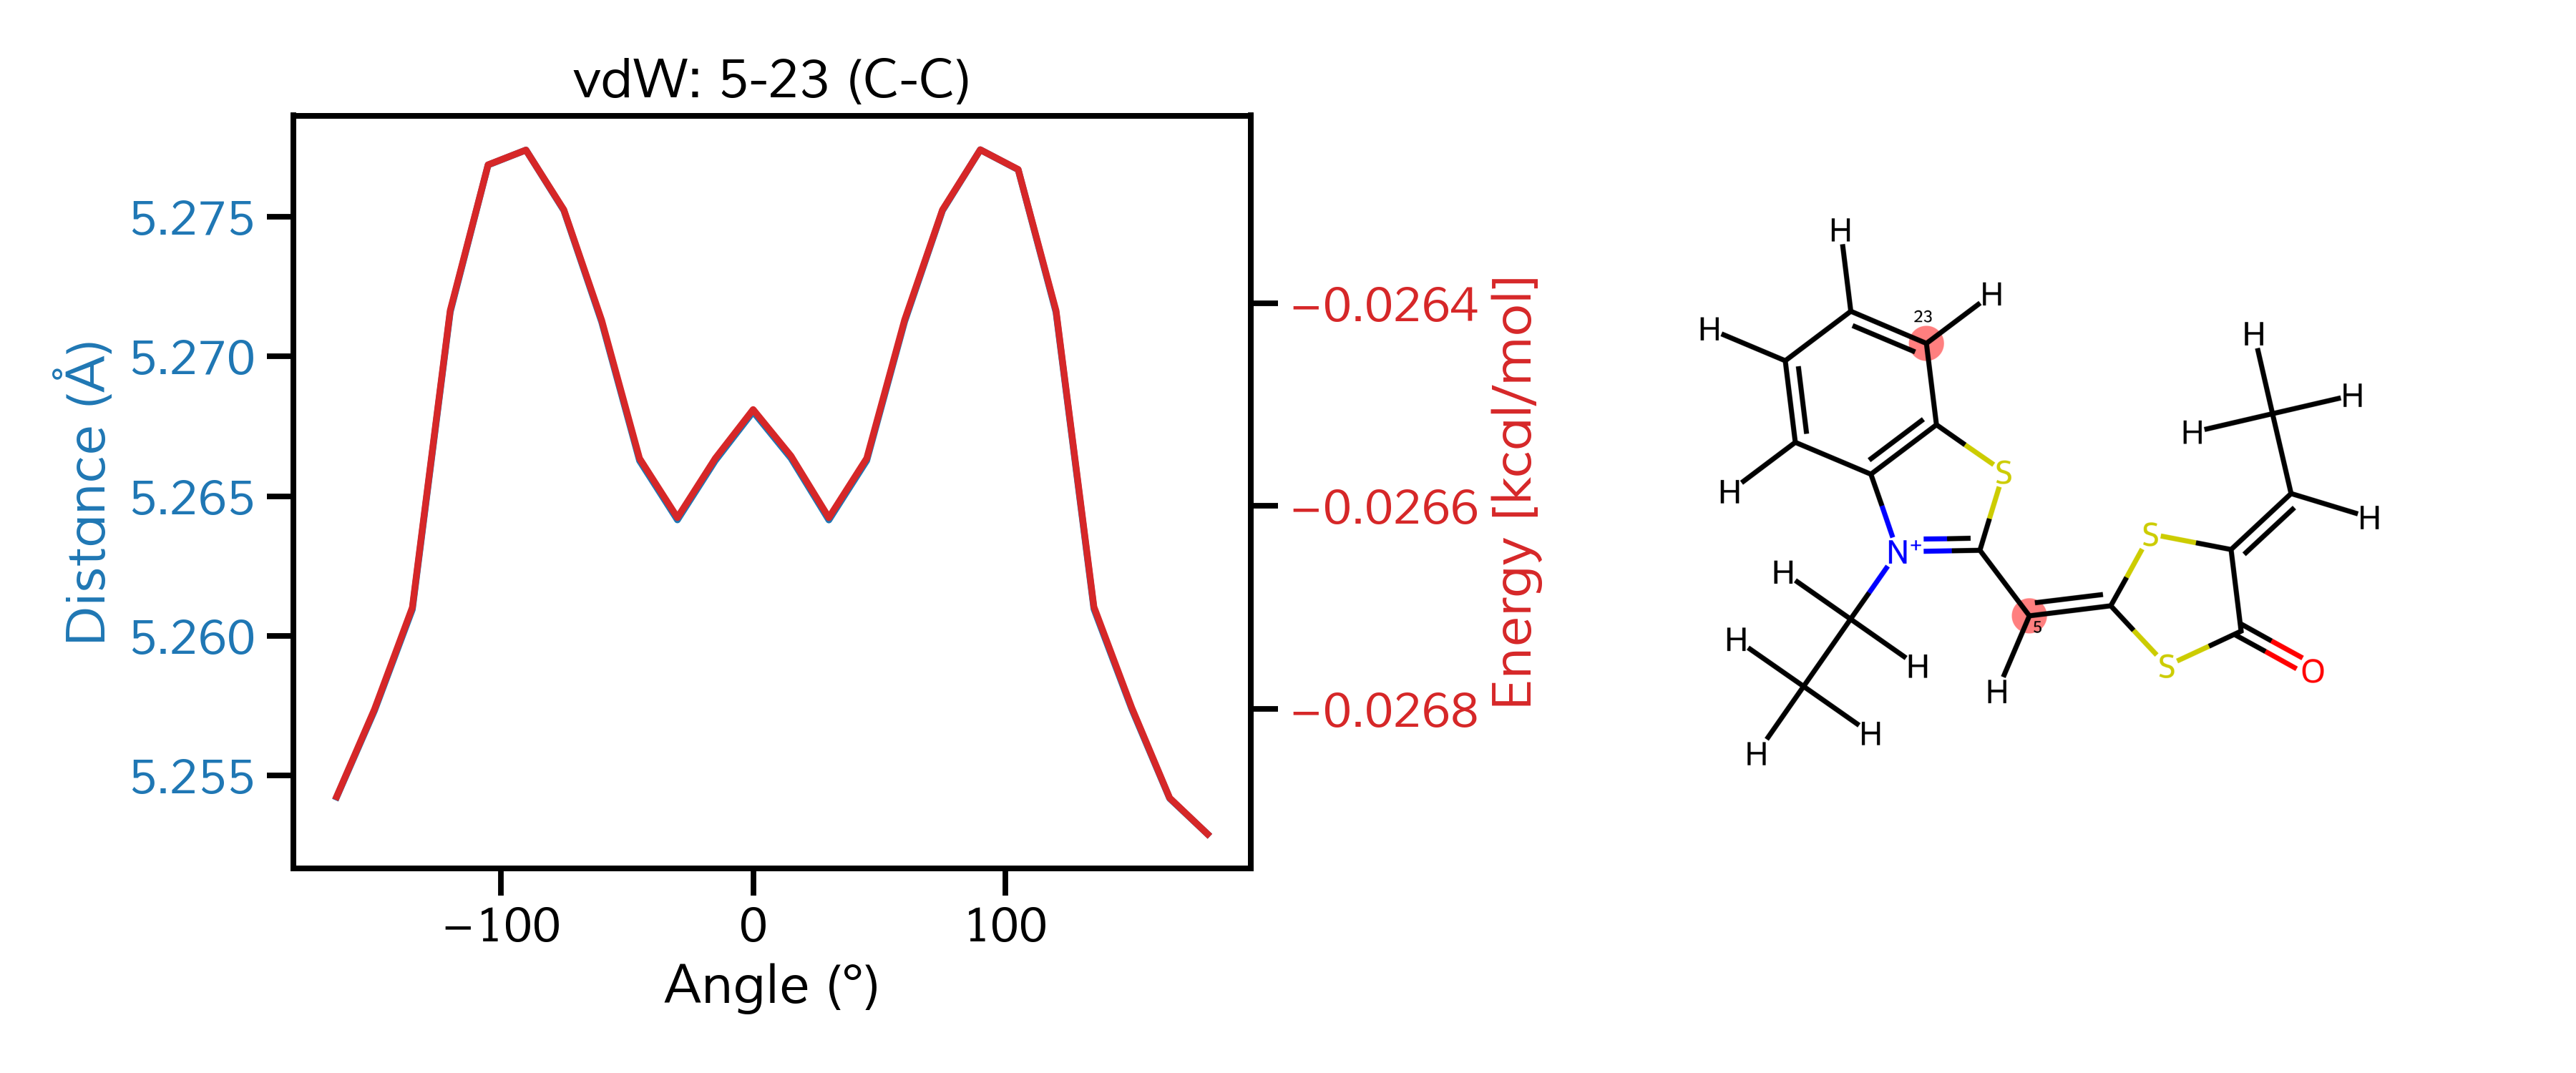 vdW: 5-23 (C-C)
Distance (Å)
5.275
5.270
5.265
5.260
5.255
−100
0
100
Angle (°)
−0.0264
−0.0266
−0.0268
Energy [kcal/mol]
H
H
23
H
H
H
H
H
S
H
S
H
N+
H
H
5
S
O
H
H
H
H
H